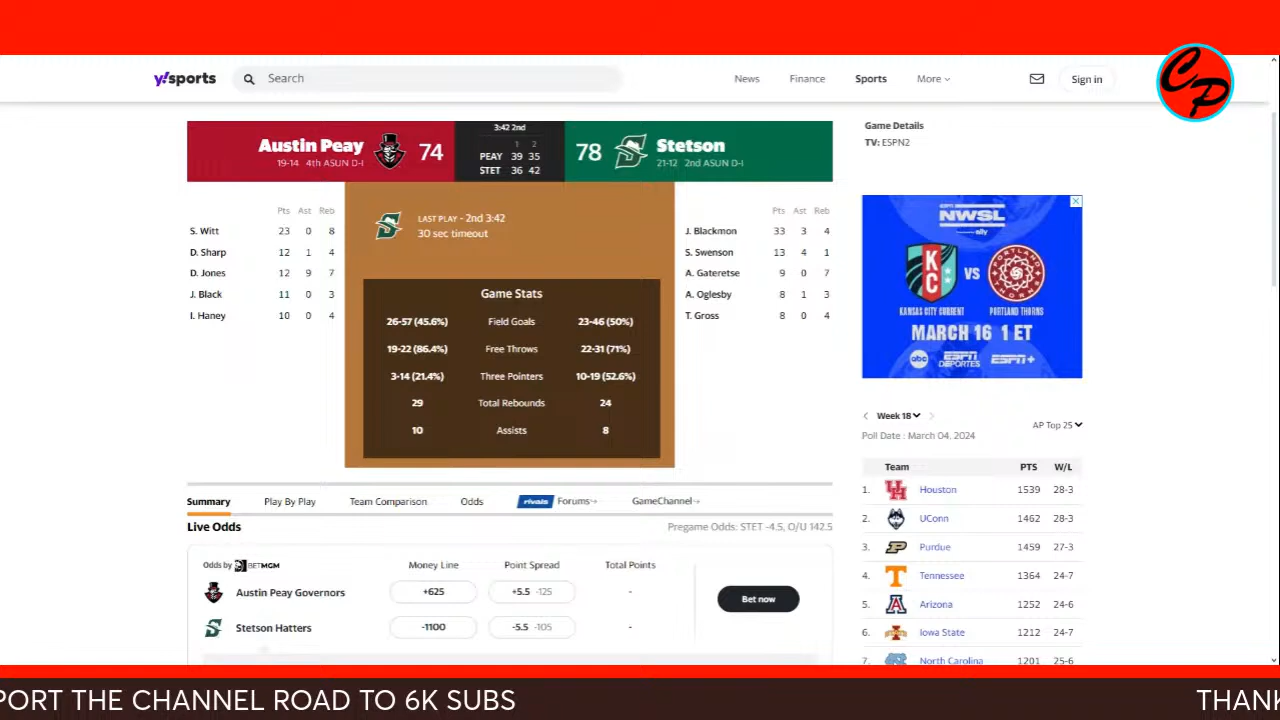 y!sports
Search
News
Finance
Sports
More
Sign in
CP
Austin Peay
19-14 4th ASUN D-I
74
3:42 2nd
1 2
PEAY 39 35
STET 36 42
78
Stetson
21-12 2nd ASUN D-I
Game Details
TV: ESPN2
Pts Ast Reb
S. Witt 23 0 8
D. Sharp 12 1 4
D. Jones 12 9 7
J. Black 11 0 3
I. Haney 10 0 4
LAST PLAY - 2nd 3:42
30 sec timeout
Game Stats
26-57 (45.6%) Field Goals 23-46 (50%)
19-22 (86.4%) Free Throws 22-31 (71%)
3-14 (21.4%) Three Pointers 10-19 (52.6%)
29 Total Rebounds 24
10 Assists 8
Pts Ast Reb
J. Blackmon 33 3 4
S. Swenson 13 4 1
A. Gateretse 9 0 7
A. Oglesby 8 1 3
T. Gross 8 0 4
ESPN
NWSL
ally
KC VS
KANSAS CITY CURRENT PORTLAND THORNS
MARCH 16 1 ET
abc ESPN DEPORTES ESPN+
Week 18
AP Top 25
Poll Date : March 04, 2024
Team PTS W/L
1. Houston 1539 28-3
2. UConn 1462 28-3
3. Purdue 1459 27-3
4. Tennessee 1364 24-7
5. Arizona 1252 24-6
6. Iowa State 1212 24-7
7. North Carolina 1201 25-6
Summary Play By Play Team Comparison Odds rivals Forums GameChannel
Live Odds
Pregame Odds: STET -4.5, O/U 142.5
Odds by BETMGM Money Line Point Spread Total Points
Austin Peay Governors +625 +5.5 -125 -
Stetson Hatters -1100 -5.5 -105 -
Bet now
PORT THE CHANNEL ROAD TO 6K SUBS
THANK